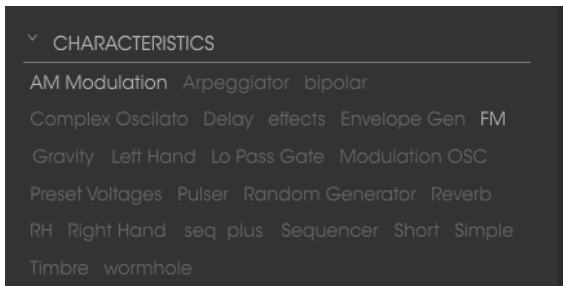 CHARACTERISTICS
AM Modulation Arpeggiator bipolar
Complex Oscilato Delay effects Envelope Gen FM
Gravity Left Hand Lo Pass Gate Modulation OSC
Preset Voltages Pulser Random Generator Reverb
RH Right Hand seq plus Sequencer Short Simple
Timbre wormhole